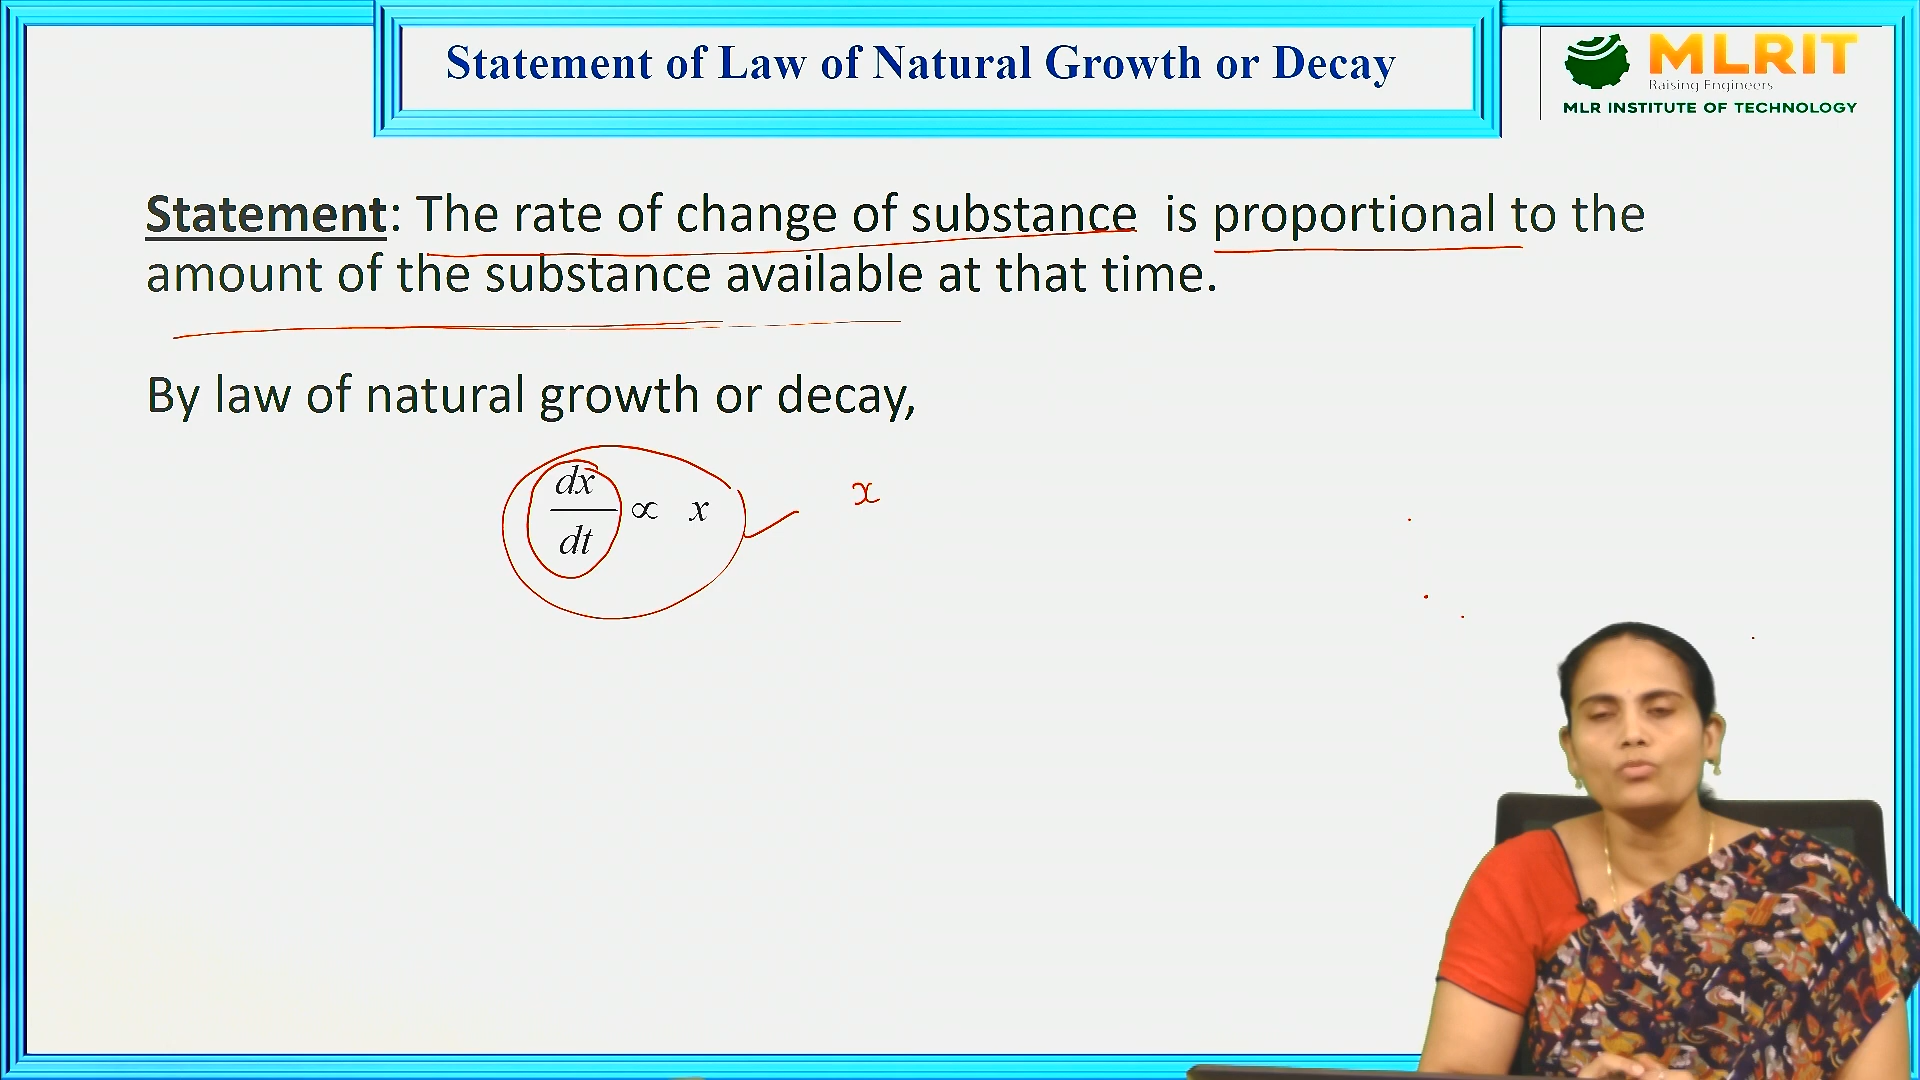 Statement of Law of Natural Growth or Decay
MLRIT
Raising Engineers
MLR INSTITUTE OF TECHNOLOGY
Statement: The rate of change of substance is proportional to the
amount of the substance available at that time.
By law of natural growth or decay,
dx/dt ∝ x
x